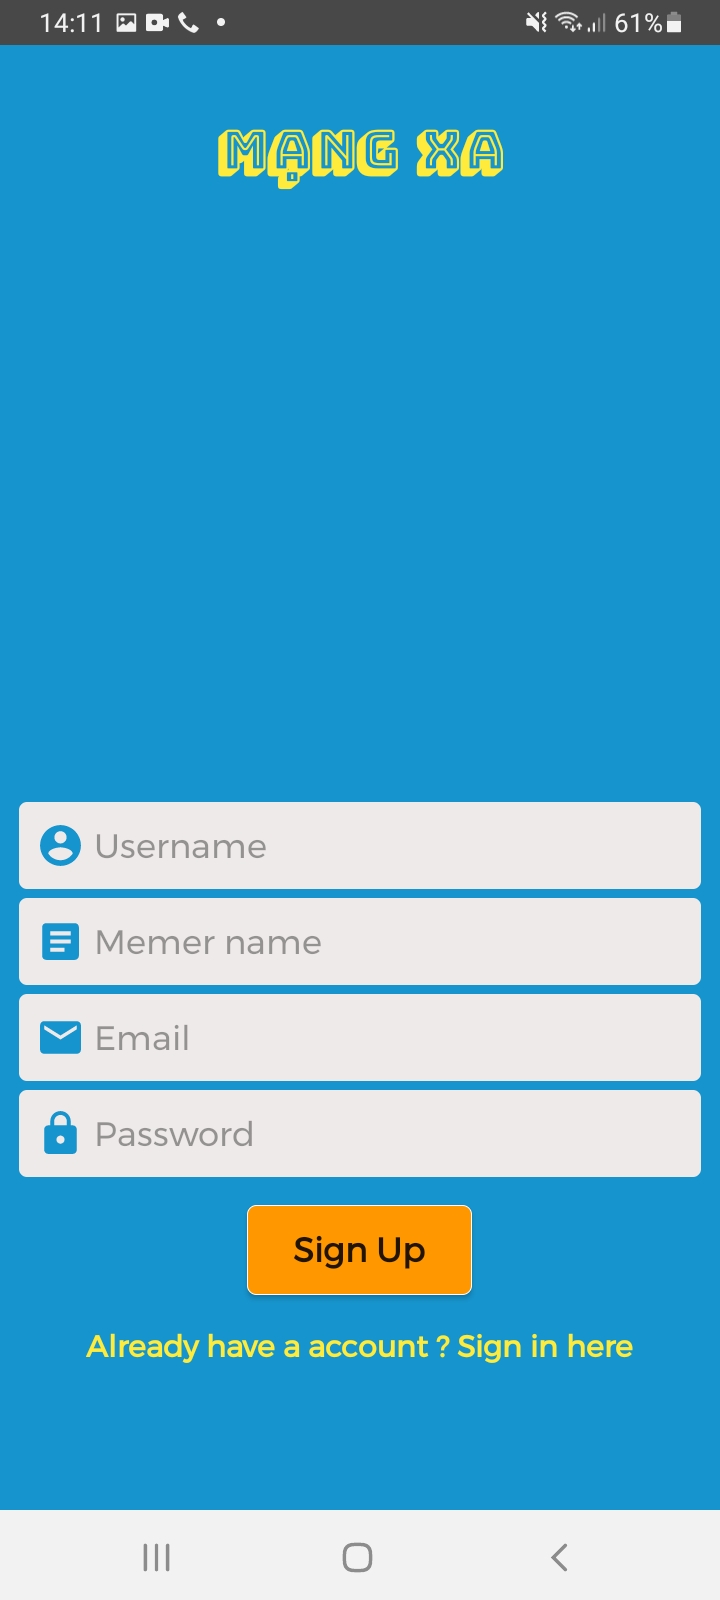 14:11 61%
MẠNG XA
Username
Memer name
Email
Password
Sign Up
Already have a account ? Sign in here